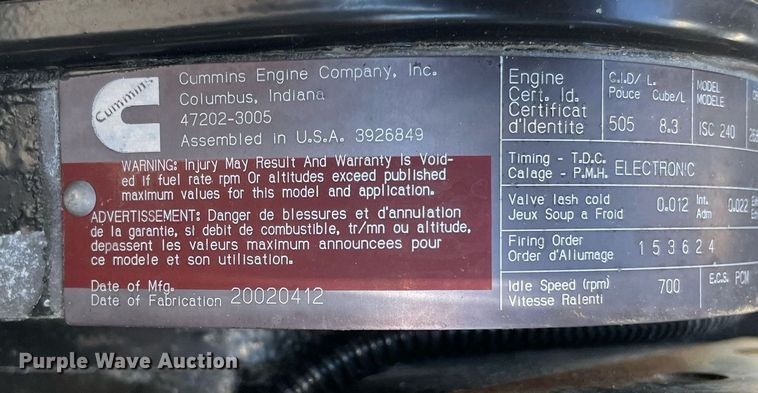 Cummins
Cummins Engine Company, Inc.
Columbus, Indiana
47202-3005
Assembled in U.S.A. 3926849
WARNING: Injury May Result And Warranty Is Void-
ed if fuel rate rpm Or altitudes exceed published
maximum values for this model and application.
ADVERTISSEMENT: Danger de blessures et d'annulation
de la garantie, si debit de combustible, tr/mn ou altitude,
depassent les valeurs maximum announcees pour
ce modele et son utilisation.
Date of Mfg.
Date of Fabrication 20020412
Engine
Cert. Id.
Certificat
d'Identite
C.I.D/ L.
Pouce Cube/L
505 8.3
MODEL
MODELE
ISC 240
Timing - T.D.C.
Calage - P.M.H. ELECTRONIC
Valve lash cold
Jeux Soup a Froid
0.012 Int.
Adm 0.022
Firing Order
Order d'Allumage
153624
Idle Speed (rpm)
Vitesse Ralenti
700
E.C.S. PCM
Purple Wave Auction